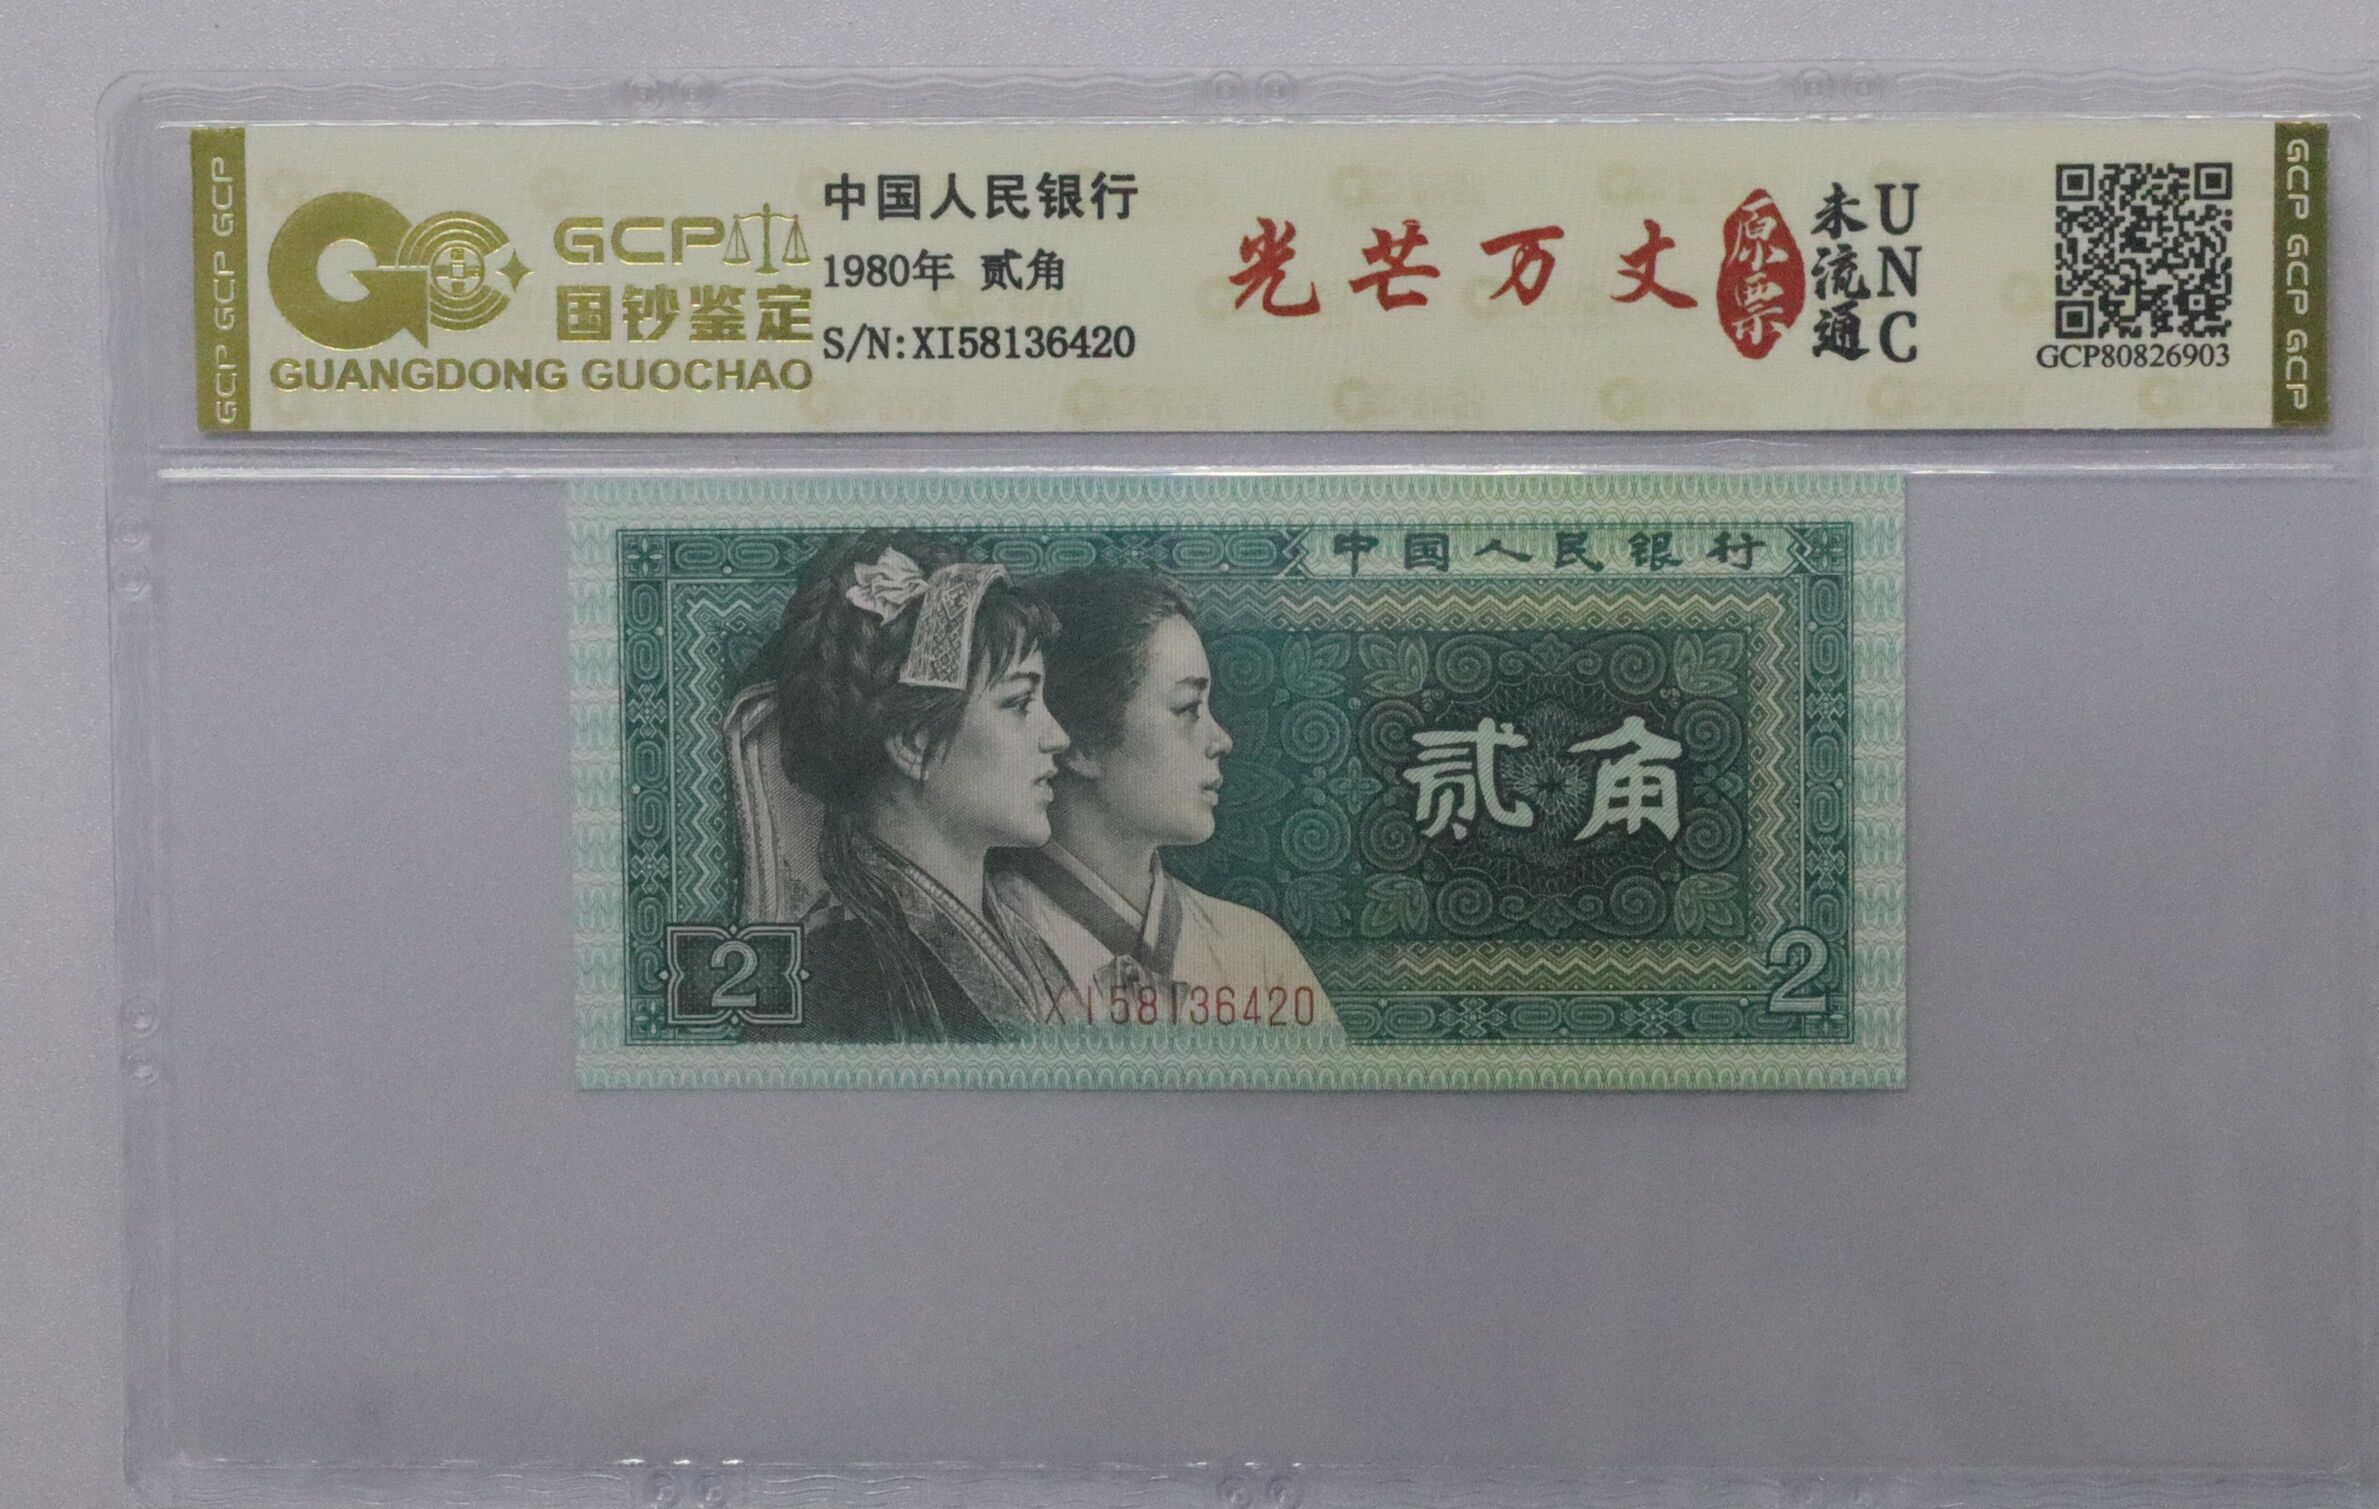 GCP GCP GCP
GCP
国钞鉴定
GUANGDONG GUOCHAO
中国人民银行
1980年 贰角
S/N:XI58136420
光芒万丈
原票
未流通
UNC
GCP80826903
GCP GCP GCP
中国人民银行
贰角
2
2
XI58136420